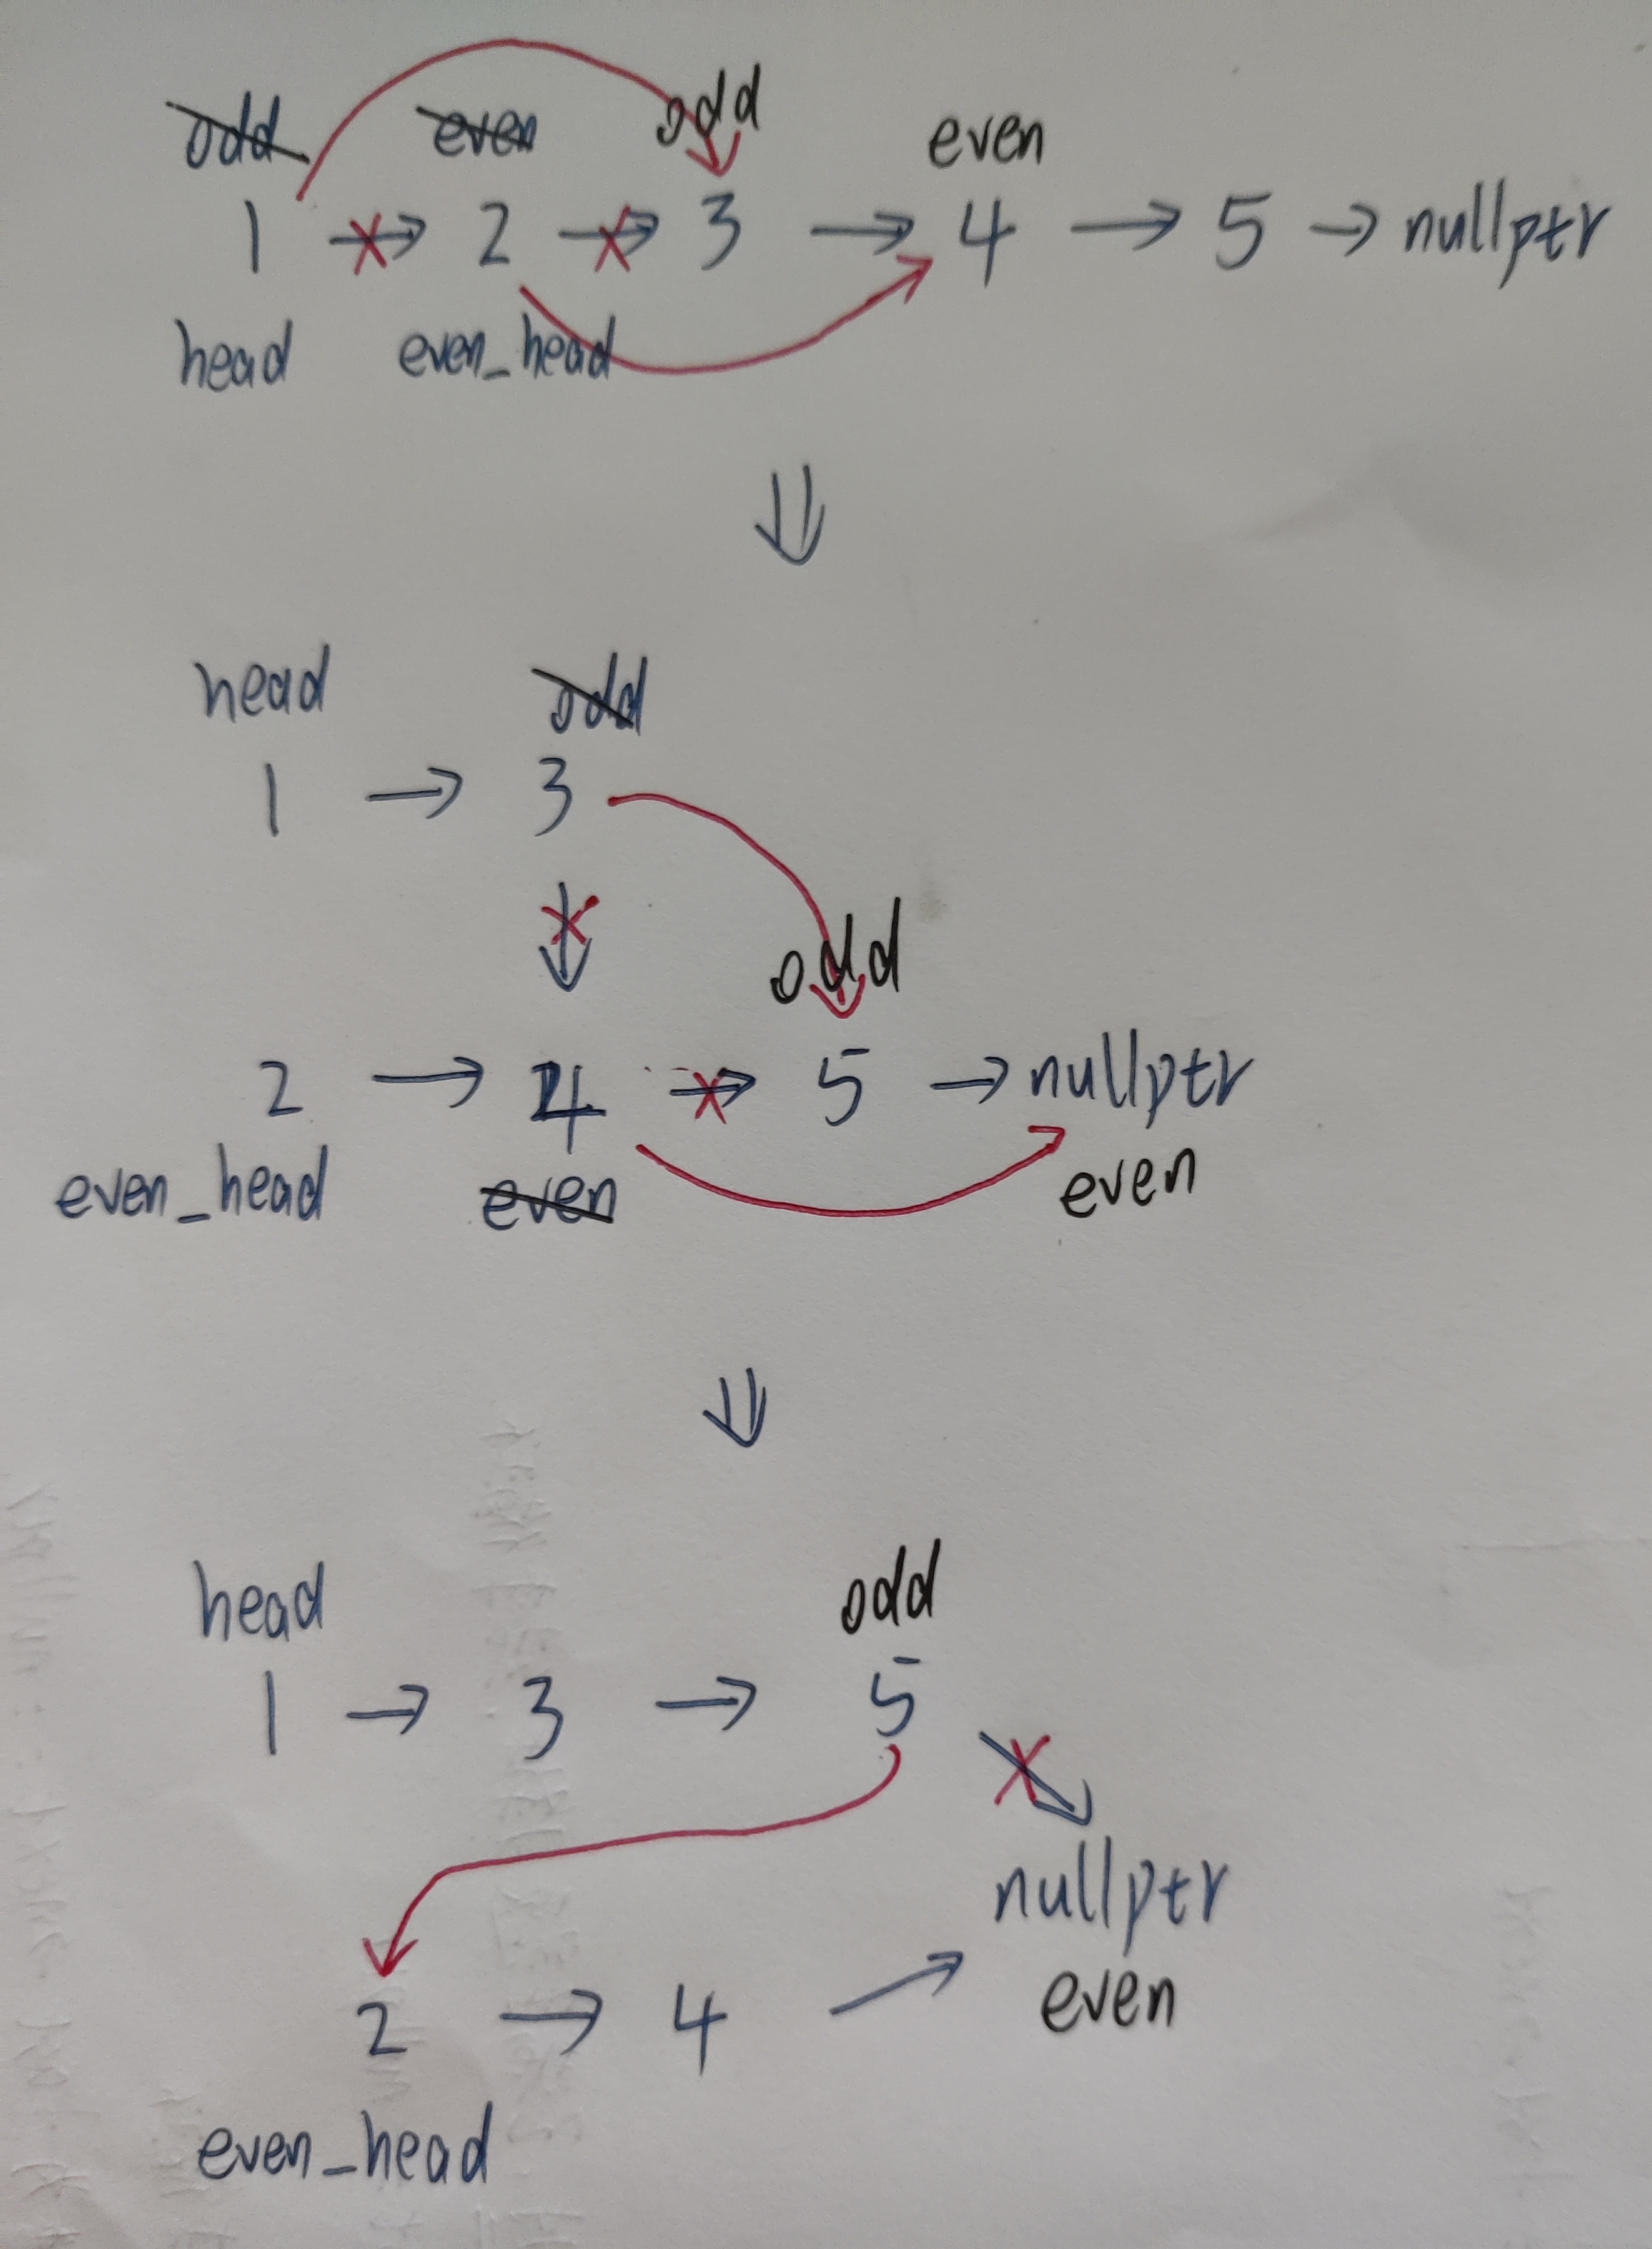 odd even odd even
1 → 2 → 3 → 4 → 5 → nullptr
head even_head
⇓
head odd
1 → 3
↓
odd
2 → 4 → 5 → nullptr
even_head even even
⇓
head odd
1 → 3 → 5
nullptr
2 → 4 → even
even_head